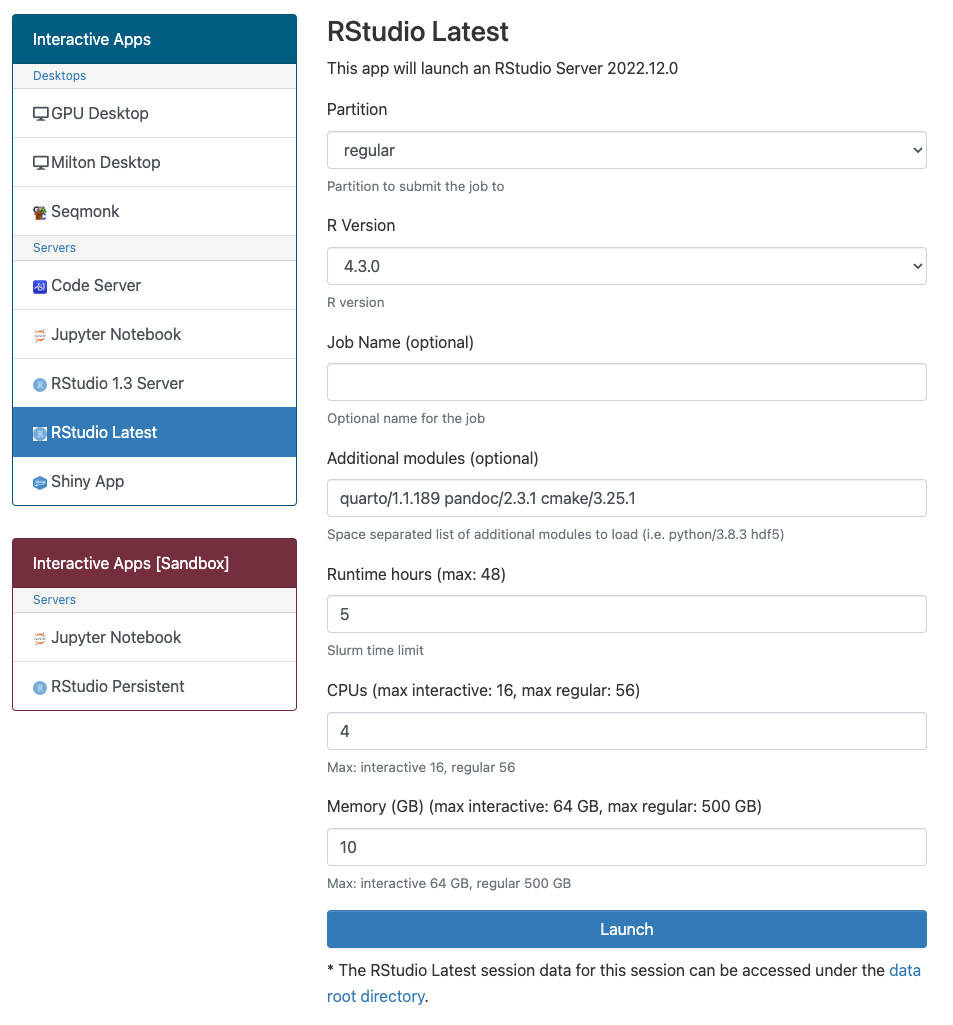 Interactive Apps
Desktops
GPU Desktop
Milton Desktop
Seqmonk
Servers
Code Server
Jupyter Notebook
RStudio 1.3 Server
RStudio Latest
Shiny App
Interactive Apps [Sandbox]
Servers
Jupyter Notebook
RStudio Persistent
RStudio Latest
This app will launch an RStudio Server 2022.12.0
Partition
regular
Partition to submit the job to
R Version
4.3.0
R version
Job Name (optional)
Optional name for the job
Additional modules (optional)
quarto/1.1.189 pandoc/2.3.1 cmake/3.25.1
Space separated list of additional modules to load (i.e. python/3.8.3 hdf5)
Runtime hours (max: 48)
5
Slurm time limit
CPUs (max interactive: 16, max regular: 56)
4
Max: interactive 16, regular 56
Memory (GB) (max interactive: 64 GB, max regular: 500 GB)
10
Max: interactive 64 GB, regular 500 GB
Launch
* The RStudio Latest session data for this session can be accessed under the data
root directory.